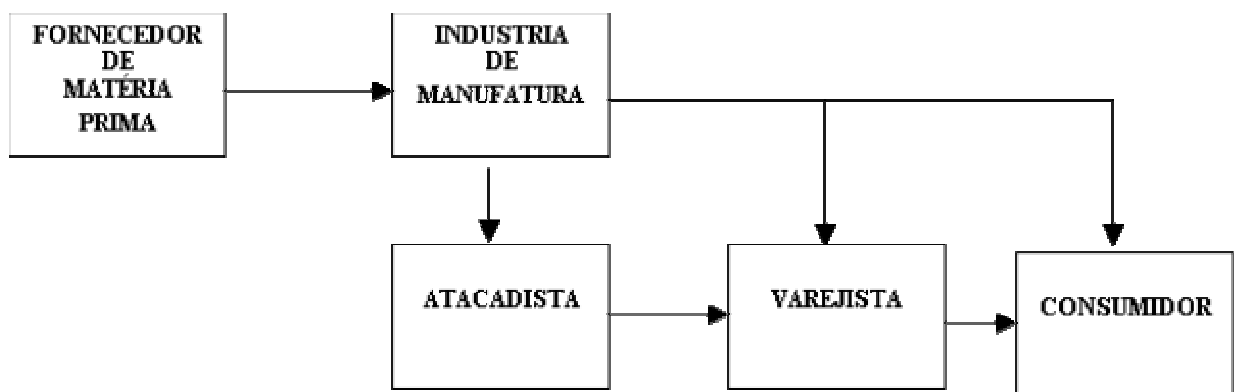 FORNECEDOR
DE
MATÉRIA
PRIMA
INDUSTRIA
DE
MANUFATURA
ATACADISTA
VAREJISTA
CONSUMIDOR